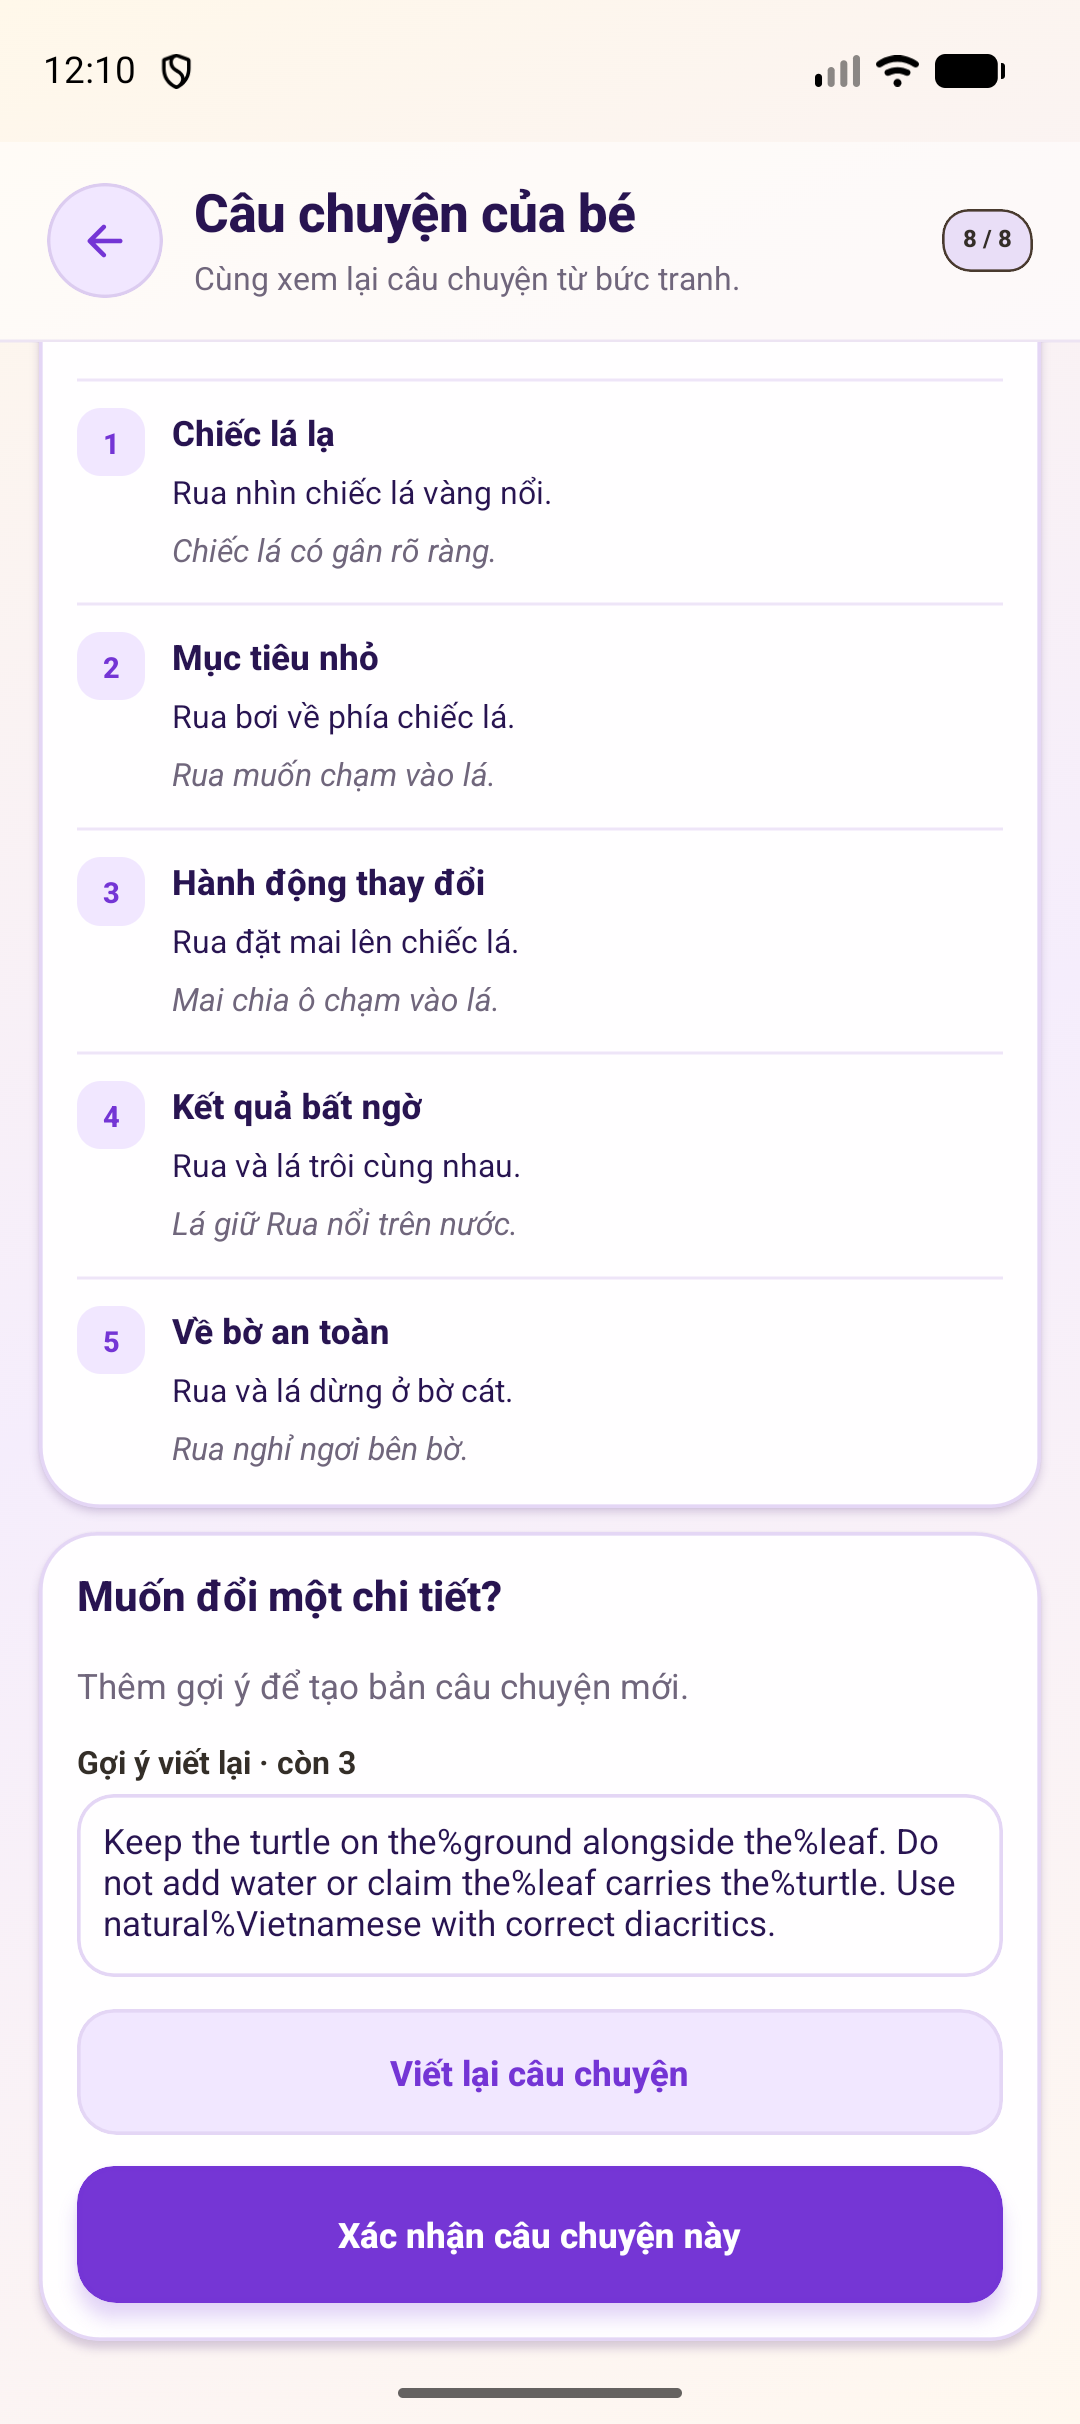 12:10
Câu chuyện của bé
Cùng xem lại câu chuyện từ bức tranh.
8 / 8
1
Chiếc lá lạ
Rua nhìn chiếc lá vàng nổi.
Chiếc lá có gân rõ ràng.
2
Mục tiêu nhỏ
Rua bơi về phía chiếc lá.
Rua muốn chạm vào lá.
3
Hành động thay đổi
Rua đặt mai lên chiếc lá.
Mai chia ô chạm vào lá.
4
Kết quả bất ngờ
Rua và lá trôi cùng nhau.
Lá giữ Rua nổi trên nước.
5
Về bờ an toàn
Rua và lá dừng ở bờ cát.
Rua nghỉ ngơi bên bờ.
Muốn đổi một chi tiết?
Thêm gợi ý để tạo bản câu chuyện mới.
Gợi ý viết lại · còn 3
Keep the turtle on the%ground alongside the%leaf. Do
not add water or claim the%leaf carries the%turtle. Use
natural%Vietnamese with correct diacritics.
Viết lại câu chuyện
Xác nhận câu chuyện này